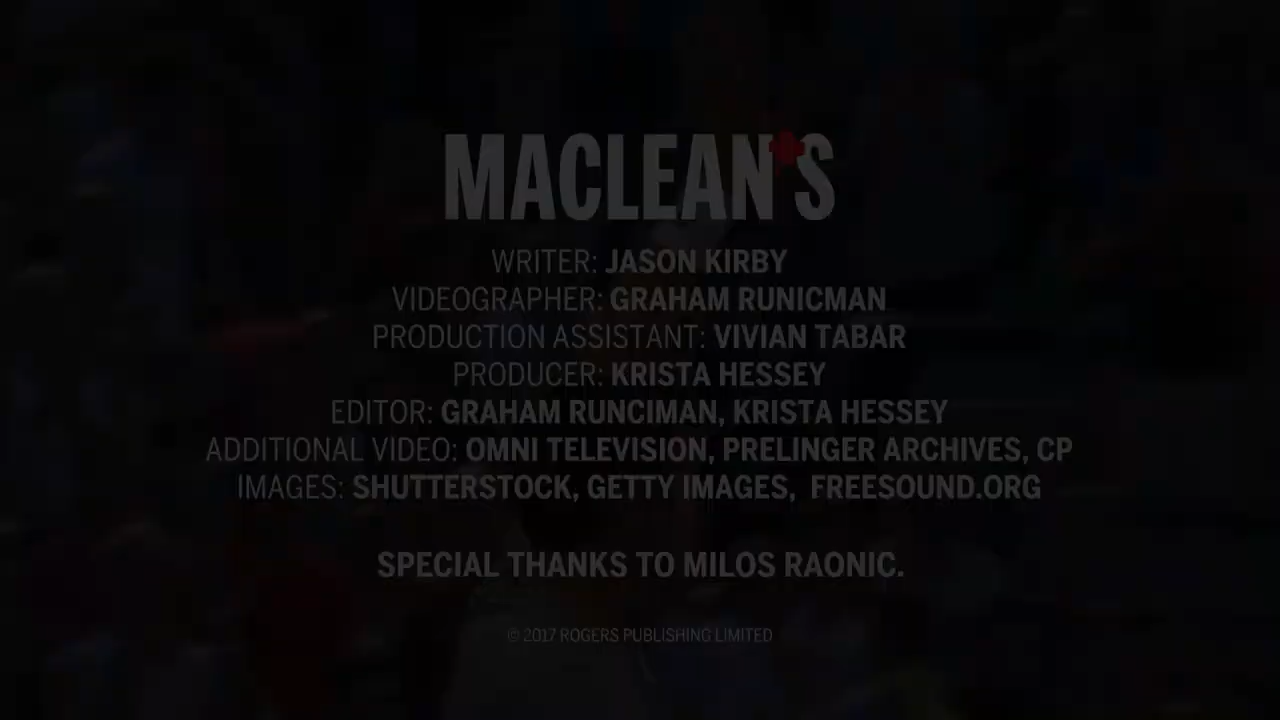 MACLEAN'S
WRITER: JASON KIRBY
VIDEOGRAPHER: GRAHAM RUNICMAN
PRODUCTION ASSISTANT: VIVIAN TABAR
PRODUCER: KRISTA HESSEY
EDITOR: GRAHAM RUNCIMAN, KRISTA HESSEY
ADDITIONAL VIDEO: OMNI TELEVISION, PRELINGER ARCHIVES, CP
IMAGES: SHUTTERSTOCK, GETTY IMAGES, FREESOUND.ORG
SPECIAL THANKS TO MILOS RAONIC.
© 2017 ROGERS PUBLISHING LIMITED